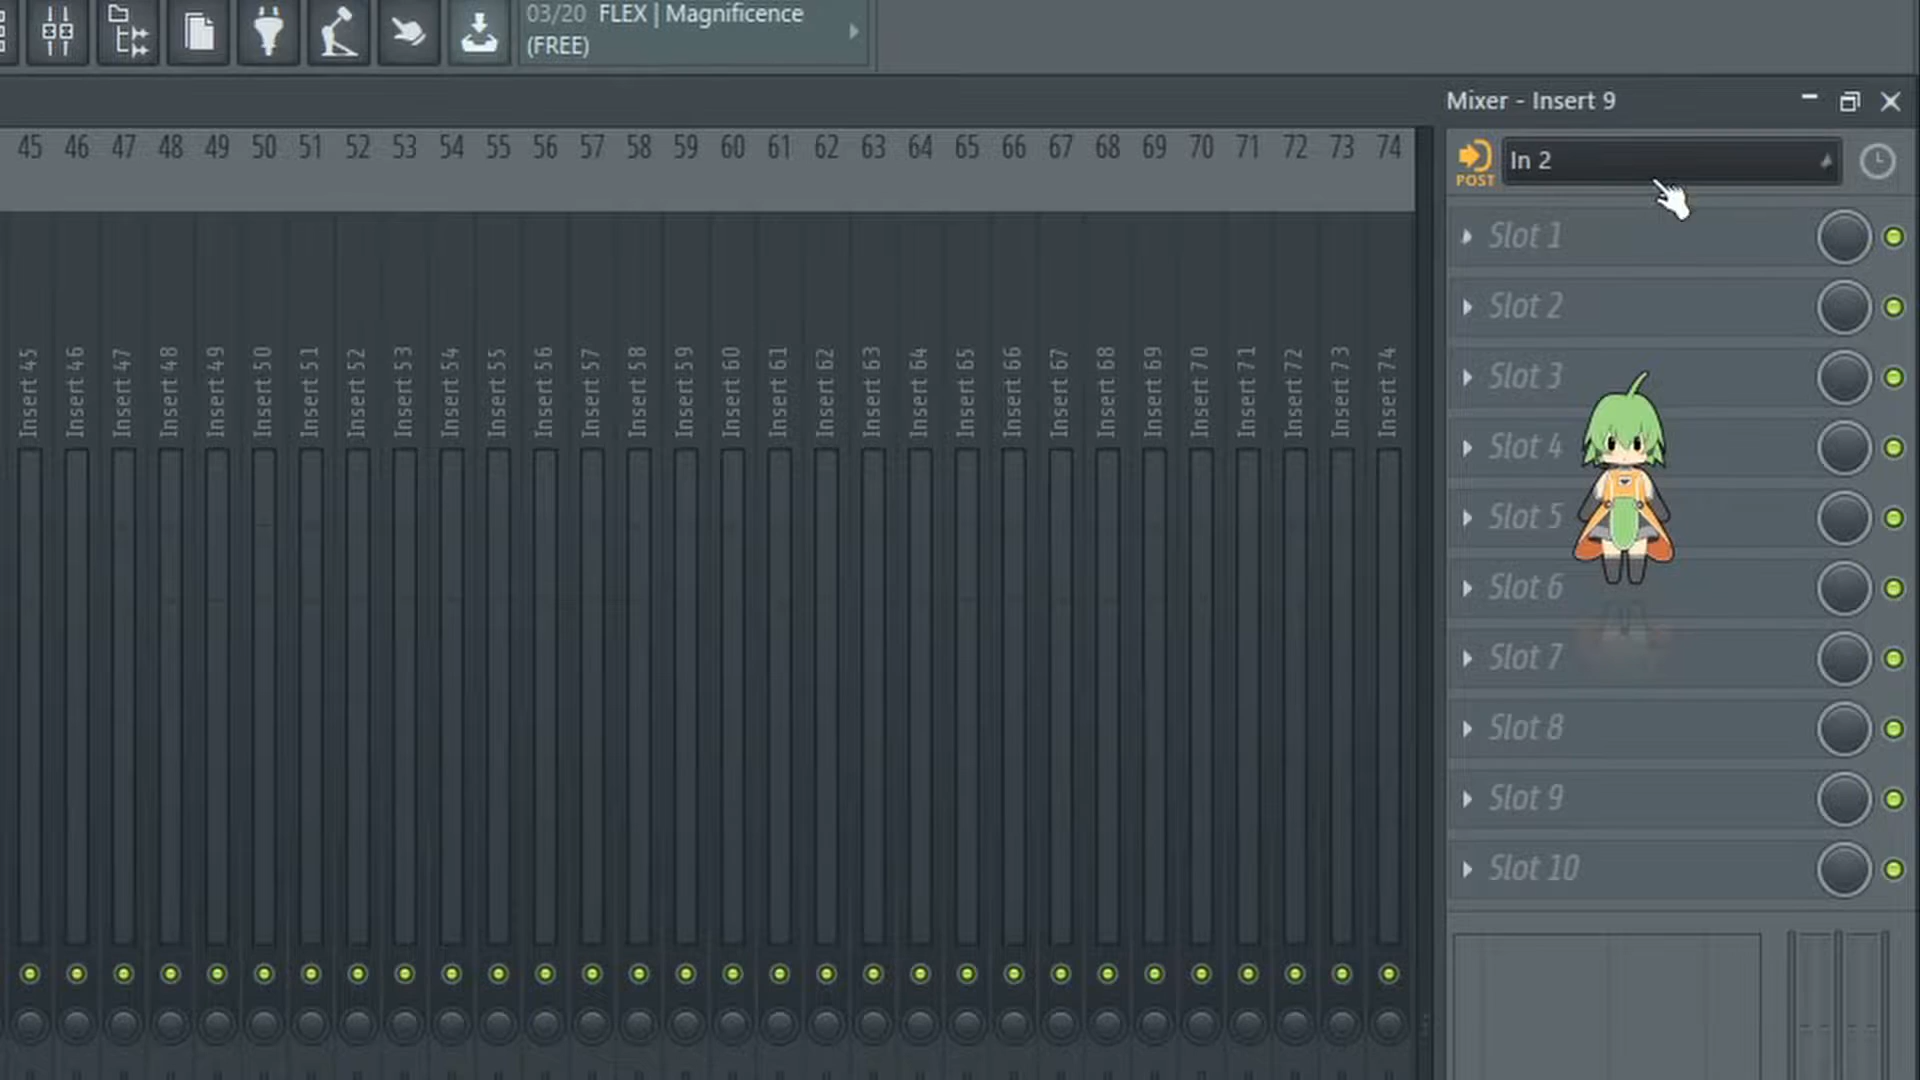 03/20 FLEX | Magnificence
(FREE)
Mixer - Insert 9
45 46 47 48 49 50 51 52 53 54 55 56 57 58 59 60 61 62 63 64 65 66 67 68 69 70 71 72 73 74
POST
In 2
Slot 1
Slot 2
Slot 3
Slot 4
Slot 5
Slot 6
Slot 7
Slot 8
Slot 9
Slot 10
Insert 45
Insert 46
Insert 47
Insert 48
Insert 49
Insert 50
Insert 51
Insert 52
Insert 53
Insert 54
Insert 55
Insert 56
Insert 57
Insert 58
Insert 59
Insert 60
Insert 61
Insert 62
Insert 63
Insert 64
Insert 65
Insert 66
Insert 67
Insert 68
Insert 69
Insert 70
Insert 71
Insert 72
Insert 73
Insert 74